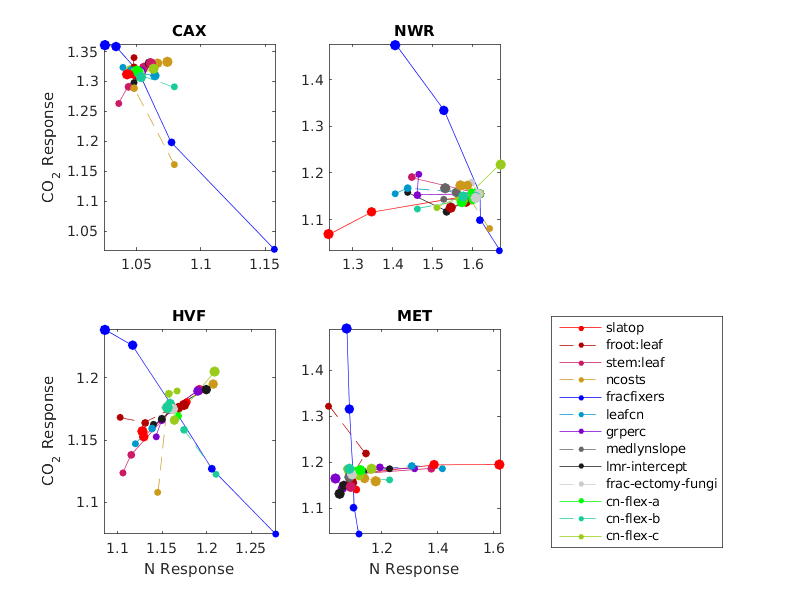 CAX
NWR
CO2 Response
1.35
1.3
1.25
1.2
1.15
1.1
1.05
1.05
1.1
1.15
1.4
1.3
1.2
1.1
1.3
1.4
1.5
1.6
HVF
MET
CO2 Response
1.2
1.15
1.1
1.1
1.15
1.2
1.25
N Response
1.4
1.3
1.2
1.1
1.2
1.4
1.6
N Response
slatop
froot:leaf
stem:leaf
ncosts
fracfixers
leafcn
grperc
medlynslope
lmr-intercept
frac-ectomy-fungi
cn-flex-a
cn-flex-b
cn-flex-c